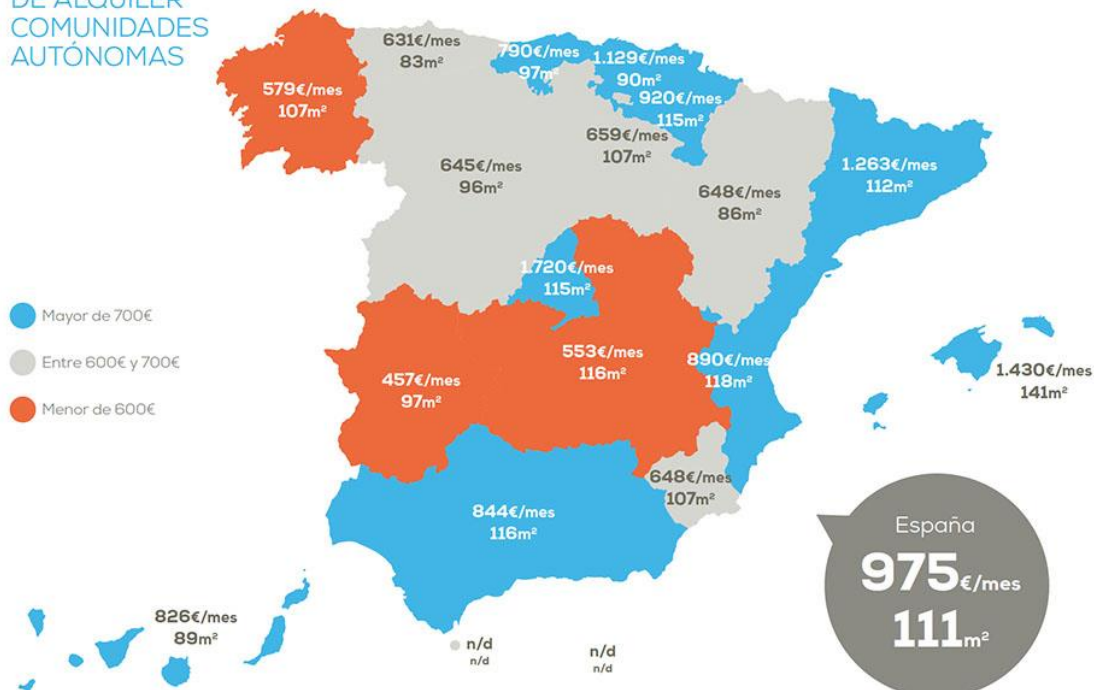 DE ALQUILER
COMUNIDADES
AUTÓNOMAS
631€/mes
83m²
790€/mes
97m²
1.129€/mes
90m²
920€/mes
115m²
579€/mes
107m²
659€/mes
107m²
645€/mes
96m²
648€/mes
86m²
1.263€/mes
112m²
1.720€/mes
115m²
Mayor de 700€
Entre 600€ y 700€
Menor de 600€
553€/mes
116m²
890€/mes
118m²
457€/mes
97m²
1.430€/mes
141m²
648€/mes
107m²
844€/mes
116m²
España
975€/mes
111m²
826€/mes
89m²
n/d
n/d
n/d
n/d